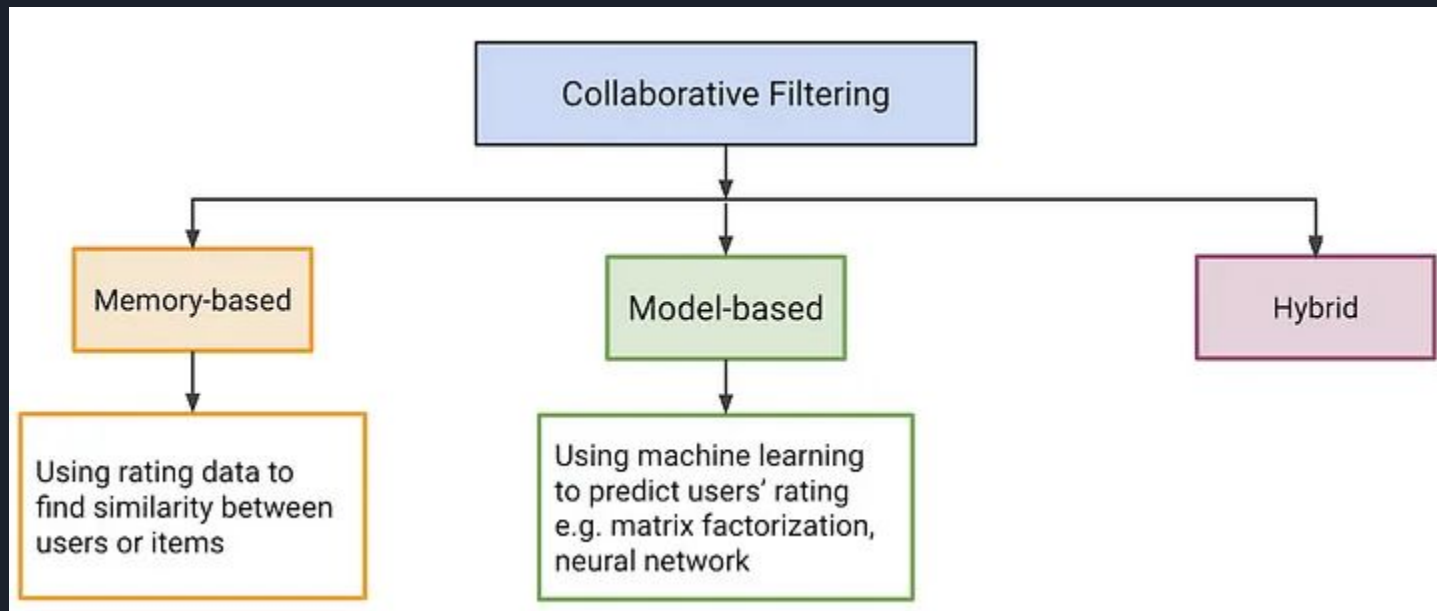 Collaborative Filtering
Memory-based
Model-based
Hybrid
Using rating data to
find similarity between
users or items
Using machine learning
to predict users’ rating
e.g. matrix factorization,
neural network